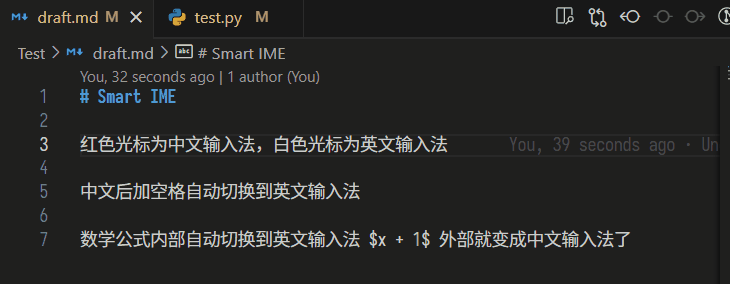 draft.md M test.py M
Test > draft.md > # Smart IME
You, 32 seconds ago | 1 author (You)
1 # Smart IME
2
3 红色光标为中文输入法，白色光标为英文输入法 You, 39 seconds ago · Un
4
5 中文后加空格自动切换到英文输入法
6
7 数学公式内部自动切换到英文输入法 $x + 1$ 外部就变成中文输入法了